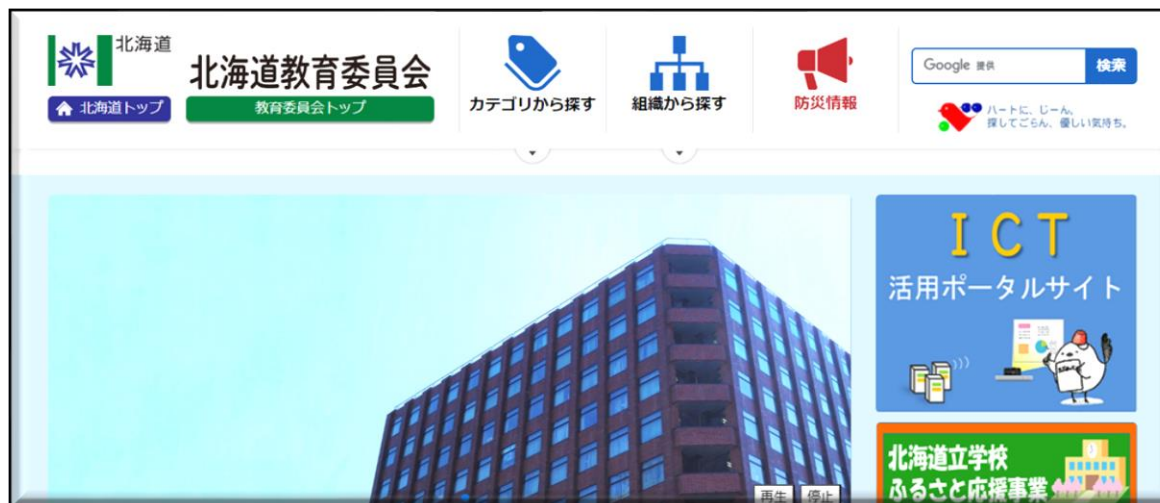 北海道
北海道教育委員会
北海道トップ
教育委員会トップ
カテゴリから探す
組織から探す
防災情報
Google 提供
検索
ハートに、じーん。
探してごらん、優しい気持ち。
ICT
活用ポータルサイト
北海道立学校
ふるさと応援事業
再生
停止